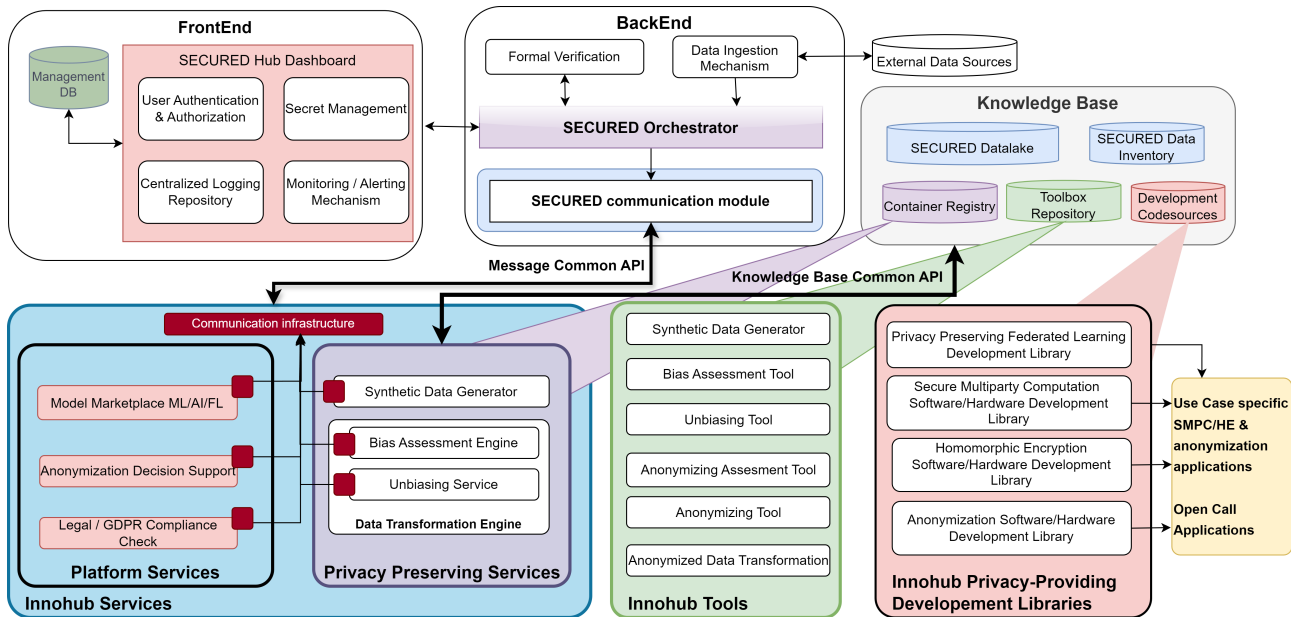 FrontEnd
Management
DB
SECURED Hub Dashboard
User Authentication
& Authorization
Secret Management
Centralized Logging
Repository
Monitoring / Alerting
Mechanism
BackEnd
Formal Verification
Data Ingestion
Mechanism
SECURED Orchestrator
SECURED communication module
External Data Sources
Knowledge Base
SECURED Datalake
SECURED Data
Inventory
Container Registry
Toolbox
Repository
Development
Codesources
Message Common API
Knowledge Base Common API
Communication infrastructure
Model Marketplace ML/AI/FL
Anonymization Decision Support
Legal / GDPR Compliance
Check
Platform Services
Innohub Services
Synthetic Data Generator
Bias Assessment Engine
Unbiasing Service
Data Transformation Engine
Privacy Preserving Services
Synthetic Data Generator
Bias Assessment Tool
Unbiasing Tool
Anonymizing Assesment Tool
Anonymizing Tool
Anonymized Data Transformation
Innohub Tools
Privacy Preserving Federated Learning
Development Library
Secure Multiparty Computation
Software/Hardware Development
Library
Homomorphic Encryption
Software/Hardware Development
Library
Anonymization Software/Hardware
Development Library
Innohub Privacy-Providing
Developement Libraries
Use Case specific
SMPC/HE &
anonymization
applications
Open Call
Applications